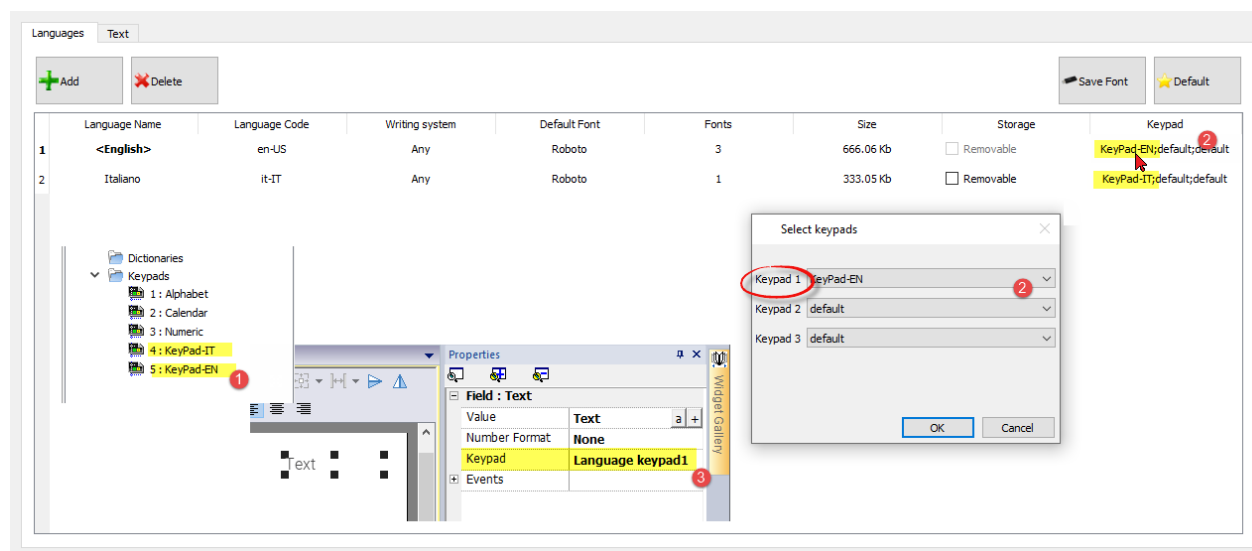 Languages Text
Add Delete Save Font Default
Language Name Language Code Writing system Default Font Fonts Size Storage Keypad
1 <English> en-US Any Roboto 3 666.06 Kb Removable KeyPad-EN;default;default
2
2 Italiano it-IT Any Roboto 1 333.05 Kb Removable KeyPad-IT;default;default
Dictionaries
Keypads
1 : Alphabet
2 : Calendar
3 : Numeric
4 : KeyPad-IT
5 : KeyPad-EN
1
Text
Properties
Field : Text
Value Text a +
Number Format None
Keypad Language keypad1
3
Events
Widget Gallery
Select keypads
Keypad 1 KeyPad-EN
2
Keypad 2 default
Keypad 3 default
OK Cancel